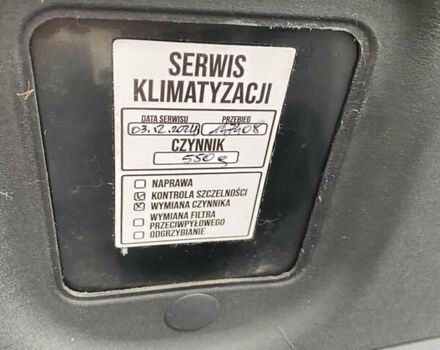 SERWIS
KLIMATYZACJI
DATA SERWISU PRZEBIEG
03.12.2024
CZYNNIK
550g
NAPRAWA
KONTROLA SZCZELNOŚCI
WYMIANA CZYNNIKA
WYMIANA FILTRA
PRZECIWPYŁOWEGO
ODGRZYBIANIE